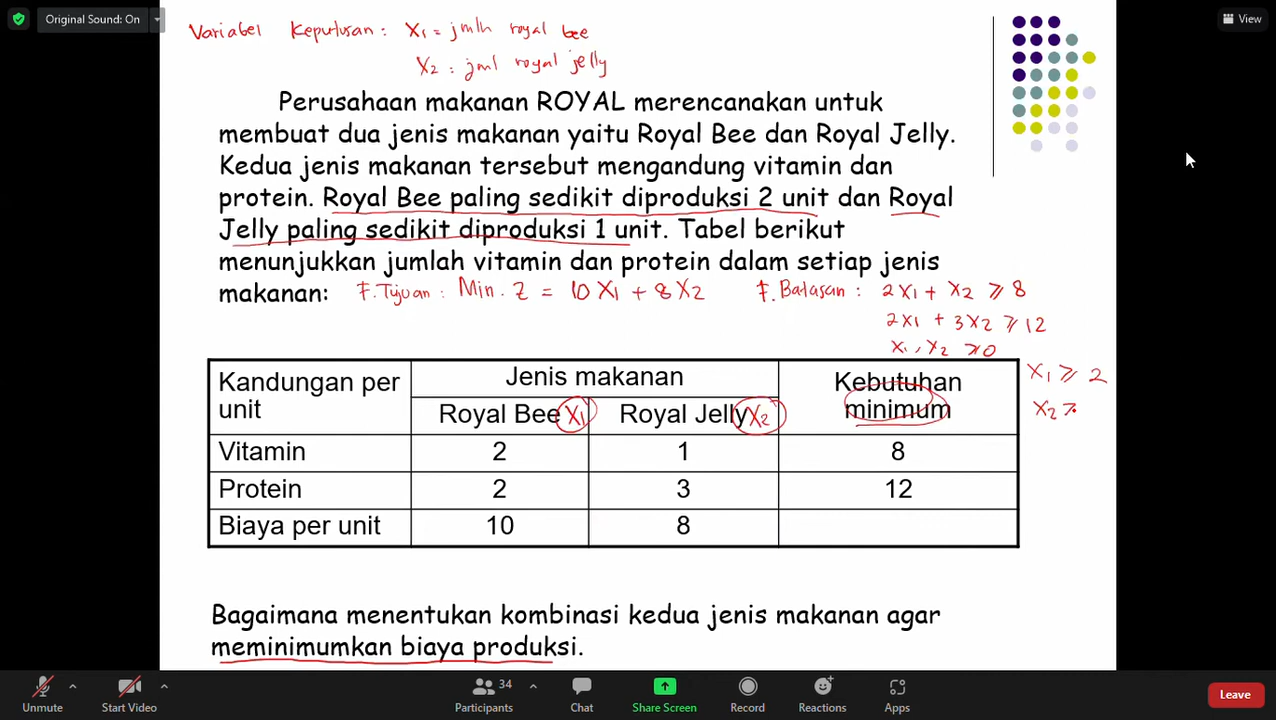 Original Sound: On
View
Variabel Keputusan : X1 = jmlh royal bee
X2 : jml royal jelly
Perusahaan makanan ROYAL merencanakan untuk
membuat dua jenis makanan yaitu Royal Bee dan Royal Jelly.
Kedua jenis makanan tersebut mengandung vitamin dan
protein. Royal Bee paling sedikit diproduksi 2 unit dan Royal
Jelly paling sedikit diproduksi 1 unit. Tabel berikut
menunjukkan jumlah vitamin dan protein dalam setiap jenis
makanan: F. Tujuan : Min. Z = 10 X1 + 8 X2 F. Batasan : 2X1 + X2 ≥ 8
2X1 + 3X2 ≥ 12
X1, X2 ≥ 0
Kandungan per unit Jenis makanan Kebutuhan minimum X1 ≥ 2
Royal Bee X1 Royal Jelly X2 X2 ≥
Vitamin 2 1 8
Protein 2 3 12
Biaya per unit 10 8
Bagaimana menentukan kombinasi kedua jenis makanan agar
meminimumkan biaya produksi.
Unmute Start Video 34 Participants Chat Share Screen Record Reactions Apps Leave